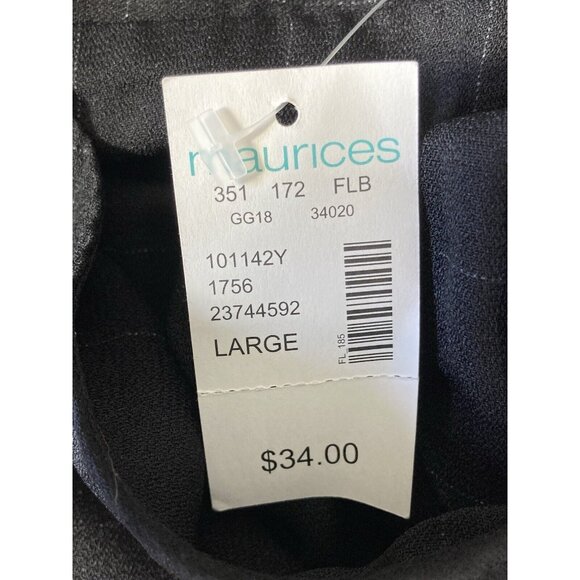 maurices
351 172 FLB
GG18 34020
101142Y
1756
23744592
LARGE
FL 185
$34.00